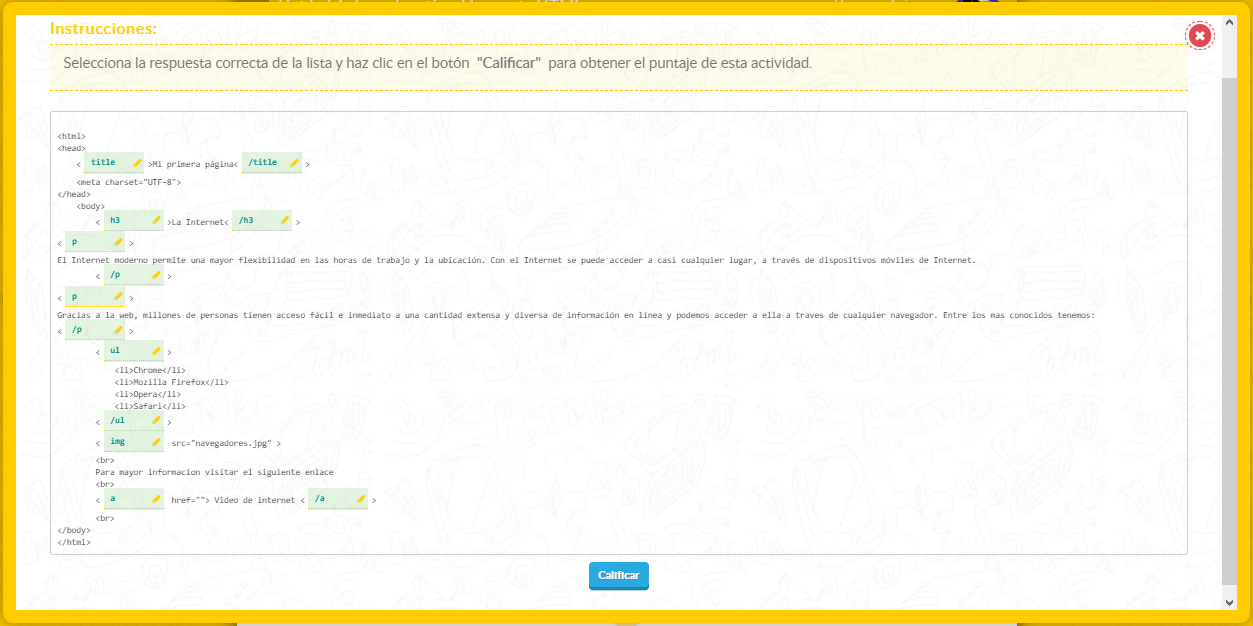 Instrucciones:
Selecciona la respuesta correcta de la lista y haz clic en el botón "Calificar" para obtener el puntaje de esta actividad.
<html>
<head>
< title >Mi primera página< /title >
<meta charset="UTF-8">
</head>
<body>
< h3 >La Internet< /h3 >
< p >
El Internet moderno permite una mayor flexibilidad en las horas de trabajo y la ubicación. Con el Internet se puede acceder a casi cualquier lugar, a través de dispositivos móviles de Internet.
< /p >
< p >
Gracias a la web, millones de personas tienen acceso fácil e inmediato a una cantidad extensa y diversa de información en línea y podemos acceder a ella a traves de cualquier navegador. Entre los mas conocidos tenemos:
< /p >
< ul >
<li>Chrome</li>
<li>Mozilla Firefox</li>
<li>Opera</li>
<li>Safari</li>
< /ul >
< img src="navegadores.jpg" >
<br>
Para mayor informacion visitar el siguiente enlace
<br>
< a href=""> Video de internet < /a >
<br>
</body>
</html>
Calificar